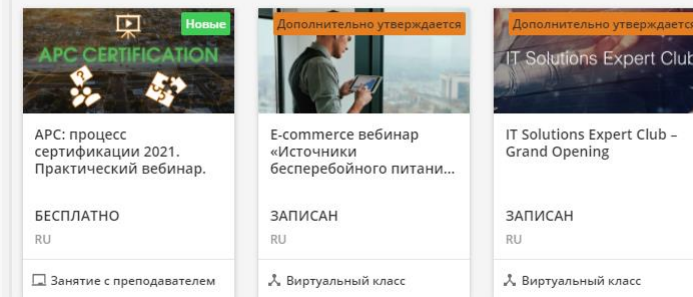 Новые
APC CERTIFICATION
APC: процесс
сертификации 2021.
Практический вебинар.
БЕСПЛАТНО
RU
Занятие с преподавателем
Дополнительно утверждается
E-commerce вебинар
«Источники
бесперебойного питани...
ЗАПИСАН
RU
Виртуальный класс
Дополнительно утверждается
IT Solutions Expert Club
IT Solutions Expert Club –
Grand Opening
ЗАПИСАН
RU
Виртуальный класс